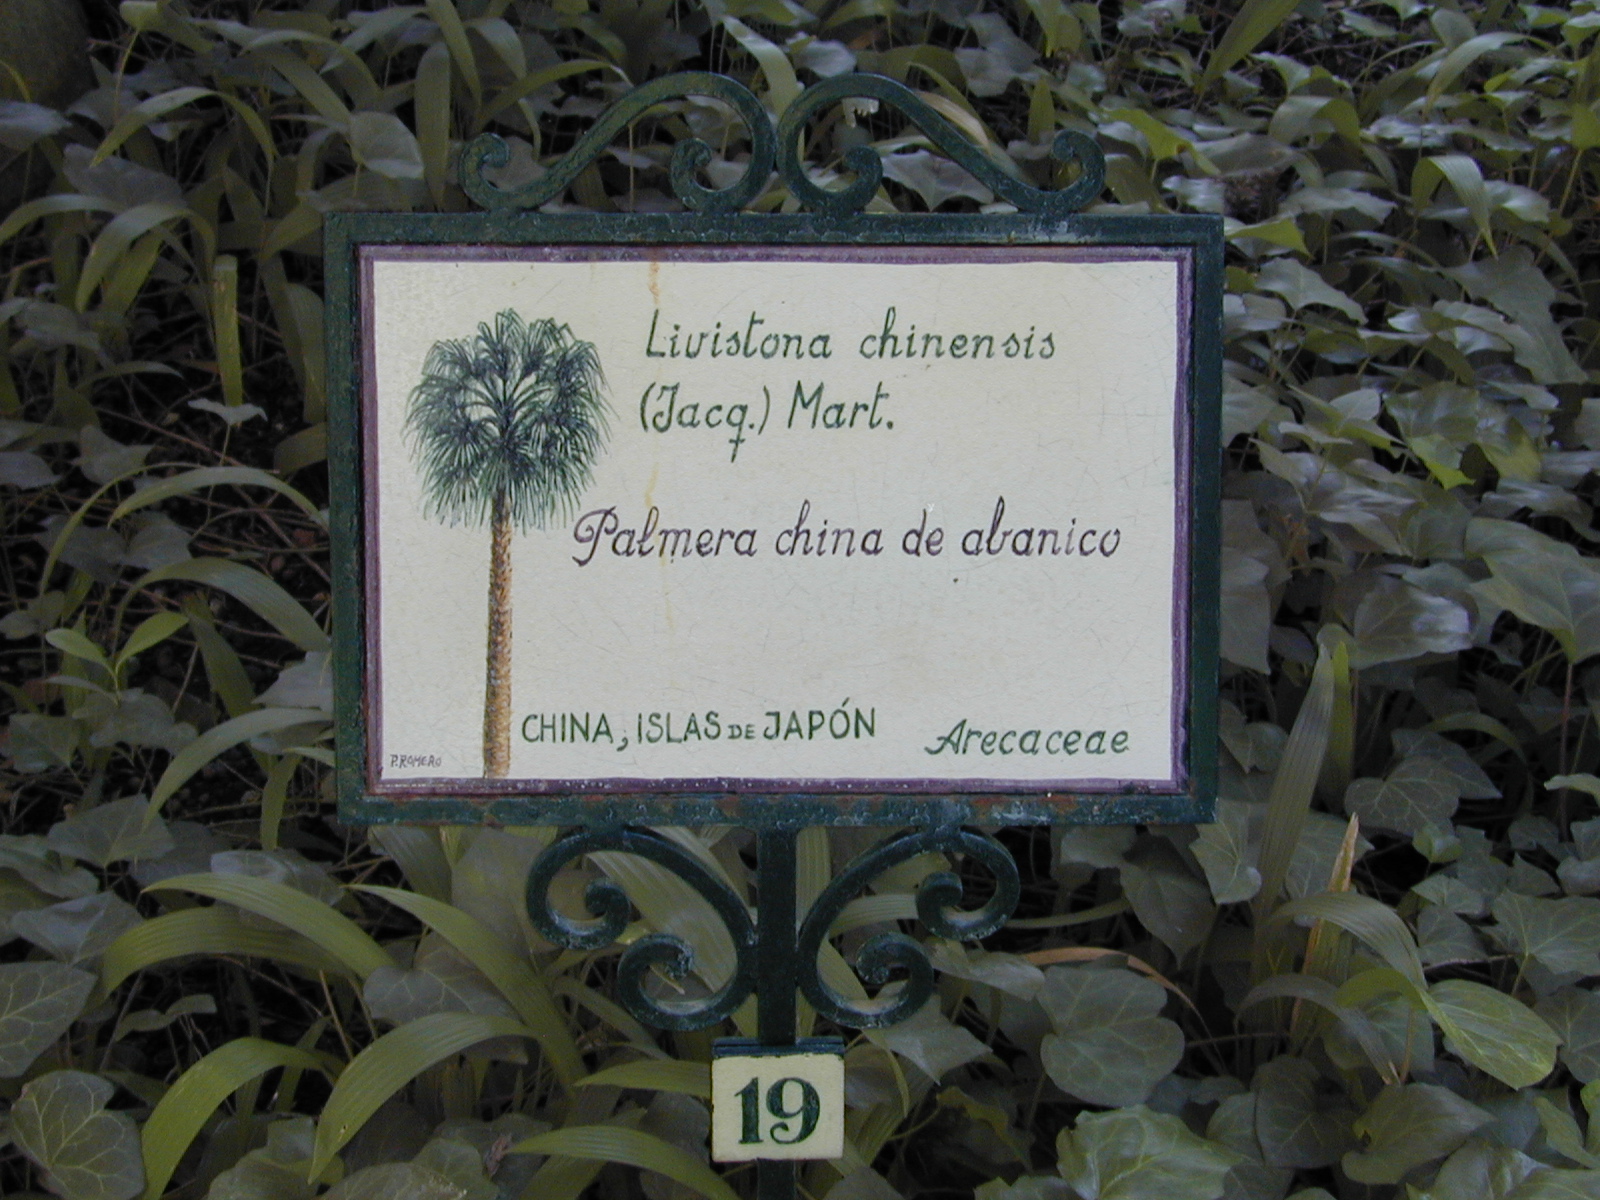 Livistona chinensis
(Jacq.) Mart.
Palmera china de abanico
CHINA, ISLAS DE JAPÓN
Arecaceae
P. ROMERO
19